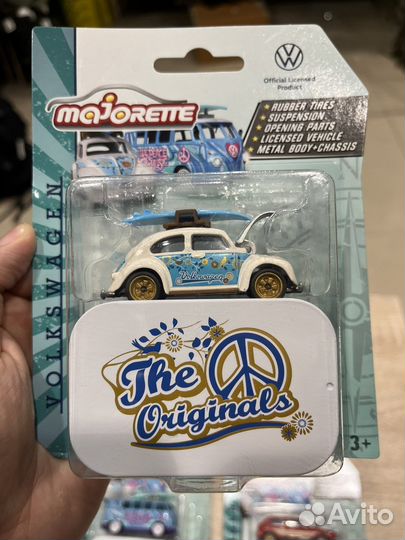 majorette
Official Licensed
Product
RUBBER TIRES
SUSPENSION
OPENING PARTS
LICENSED VEHICLE
METAL BODY+CHASSIS
VOLKSWAGEN
Volkswagen
The
Originals
3+
Avito